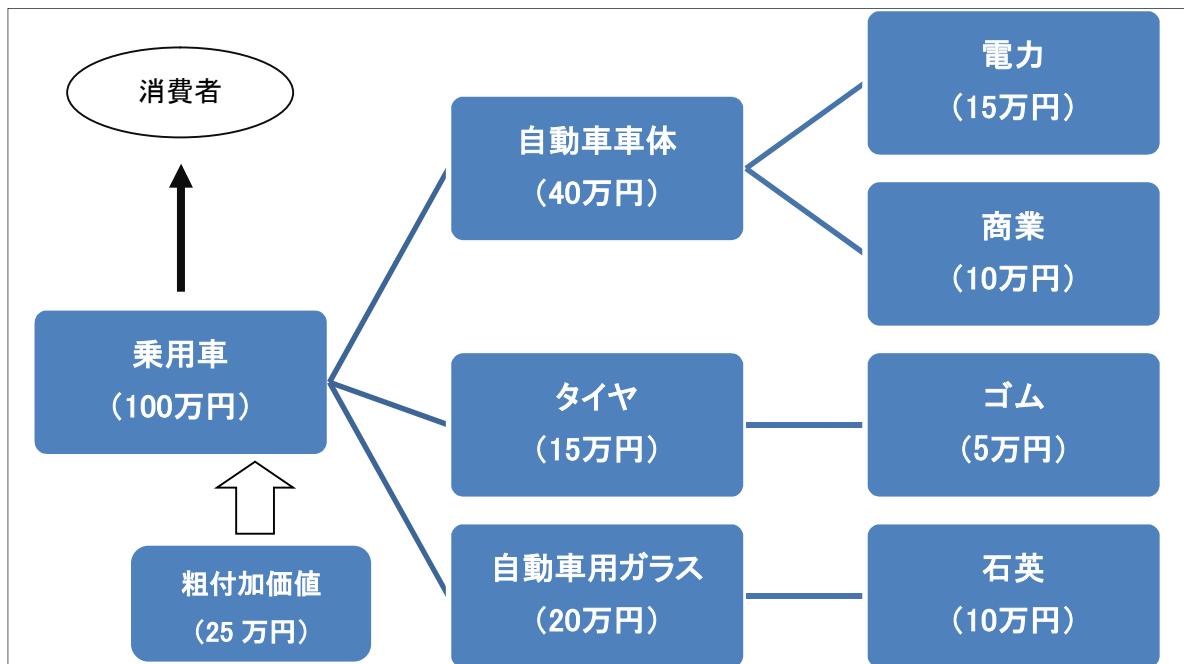 消費者
乗用車
（100万円）
粗付加価値
（25 万円）
自動車車体
（40万円）
タイヤ
（15万円）
自動車用ガラス
（20万円）
電力
（15万円）
商業
（10万円）
ゴム
（5万円）
石英
（10万円）